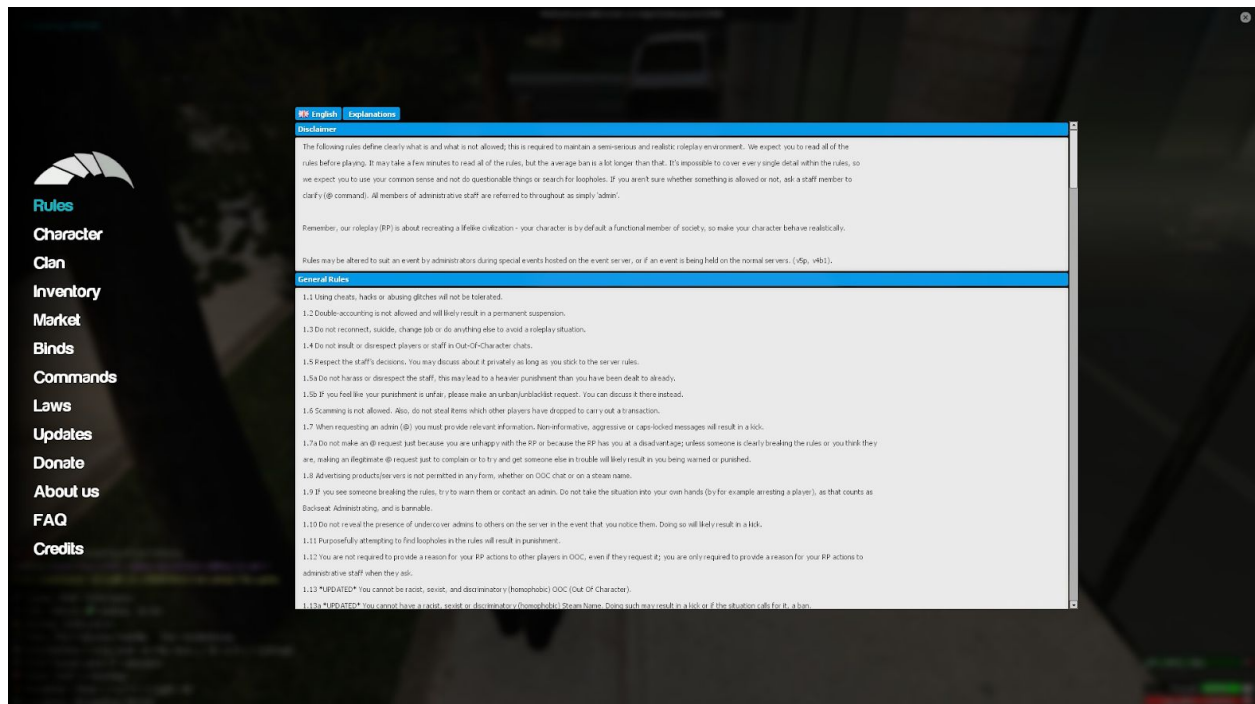 Rules
Character
Clan
Inventory
Market
Binds
Commands
Laws
Updates
Donate
About us
FAQ
Credits
English Explanations
Disclaimer
The following rules define clearly what is and what is not allowed; this is required to maintain a semi-serious and realistic roleplay environment. We expect you to read all of the
rules before playing. It may take a few minutes to read all of the rules, but the average ban is a lot longer than that. It's impossible to cover every single detail within the rules, so
we expect you to use your common sense and not do questionable things or search for loopholes. If you aren't sure whether something is allowed or not, ask a staff member to
clarify (@ command). All members of administrative staff are referred to throughout as simply 'admin'.
Remember, our roleplay (RP) is about recreating a lifelike civilization - your character is by default a functional member of society, so make your character behave realistically.
Rules may be altered to suit an event by administrators during special events hosted on the event server, or if an event is being held on the normal servers. (v5p, v4b1).
General Rules
1.1 Using cheats, hacks or abusing glitches will not be tolerated.
1.2 Double-accounting is not allowed and will likely result in a permanent suspension.
1.3 Do not reconnect, suicide, change job or do anything else to avoid a roleplay situation.
1.4 Do not insult or disrespect players or staff in Out-Of-Character chats.
1.5 Respect the staff's decisions. You may discuss about it privately as long as you stick to the server rules.
1.5a Do not harass or disrespect the staff, this may lead to a heavier punishment than you have been dealt to already.
1.5b If you feel like your punishment is unfair, please make an unban/unblacklist request. You can discuss it there instead.
1.6 Scamming is not allowed. Also, do not steal items which other players have dropped to carry out a transaction.
1.7 When requesting an admin (@) you must provide relevant information. Non-informative, aggressive or caps-locked messages will result in a kick.
1.7a Do not make an @ request just because you are unhappy with the RP or because the RP has you at a disadvantage; unless someone is clearly breaking the rules or you think they
are, making an illegitimate @ request just to complain or to try and get someone else in trouble will likely result in you being warned or punished.
1.8 Advertising products/servers is not permitted in any form, whether on OOC chat or on a steam name.
1.9 If you see someone breaking the rules, try to warn them or contact an admin. Do not take the situation into your own hands (by for example arresting a player), as that counts as
Backseat Administrating, and is bannable.
1.10 Do not reveal the presence of undercover admins to others on the server in the event that you notice them. Doing so will likely result in a kick.
1.11 Purposefully attempting to find loopholes in the rules will result in punishment.
1.12 You are not required to provide a reason for your RP actions to other players in OOC, even if they request it; you are only required to provide a reason for your RP actions to
administrative staff when they ask.
1.13 *UPDATED* You cannot be racist, sexist, and discriminatory (homophobic) OOC (Out Of Character).
1.13a *UPDATED* You cannot have a racist, sexist or discriminatory (homophobic) Steam Name. Doing such may result in a kick or if the situation calls for it, a ban.